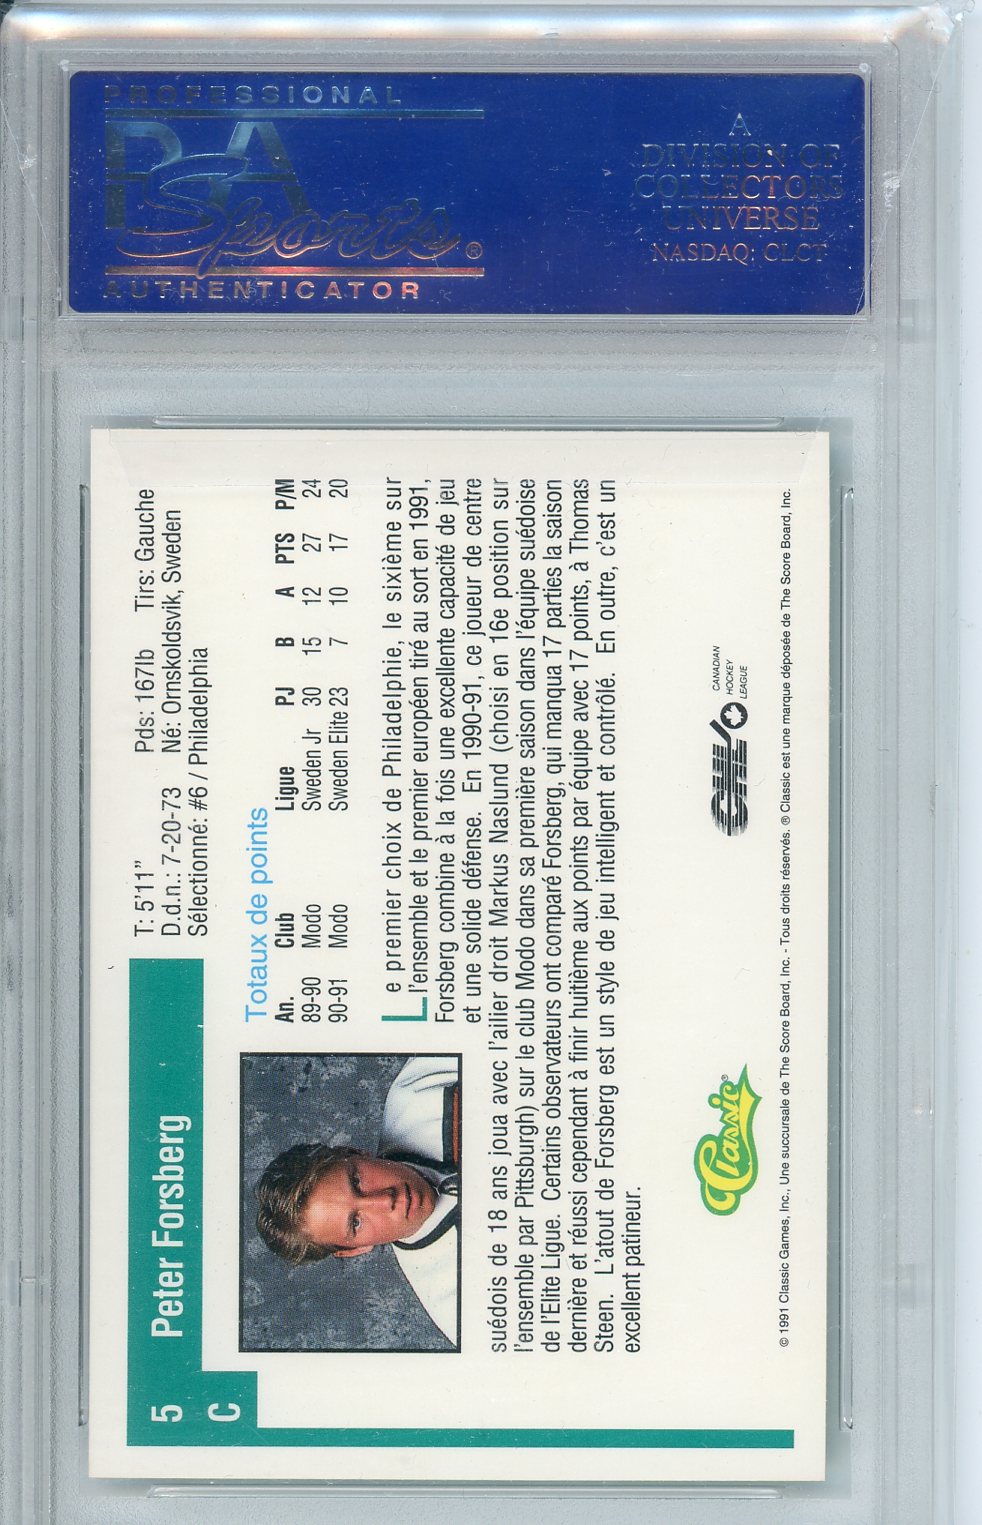 PROFESSIONAL
PSA
Sports®
AUTHENTICATOR
A
DIVISION OF
COLLECTORS
UNIVERSE
NASDAQ: CLCT
5 Peter Forsberg
C
T: 5'11" Pds: 167lb Tirs: Gauche
D.d.n.: 7-20-73 Né: Ornskoldsvik, Sweden
Sélectionné: #6 / Philadelphia
Totaux de points
An. Club Ligue PJ B A PTS P/M
89-90 Modo Sweden Jr 30 15 12 27 24
90-91 Modo Sweden Elite 23 7 10 17 20
Le premier choix de Philadelphie, le sixième sur
l'ensemble et le premier européen tiré au sort en 1991,
Forsberg combine à la fois une excellente capacité de jeu
et une solide défense. En 1990-91, ce joueur de centre
suédois de 18 ans joua avec l'ailier droit Markus Naslund (choisi en 16e position sur
l'ensemble par Pittsburgh) sur le club Modo dans sa première saison dans l'équipe suédoise
de l'Elite Ligue. Certains observateurs ont comparé Forsberg, qui manqua 17 parties la saison
dernière et réussi cependant à finir huitième aux points par équipe avec 17 points, à Thomas
Steen. L'atout de Forsberg est un style de jeu intelligent et contrôlé. En outre, c'est un
excellent patineur.
Classic®
CHL
CANADIAN
HOCKEY
LEAGUE
© 1991 Classic Games, Inc., Une succursale de The Score Board, Inc. - Tous droits réservés. ® Classic est une marque déposée de The Score Board, Inc.